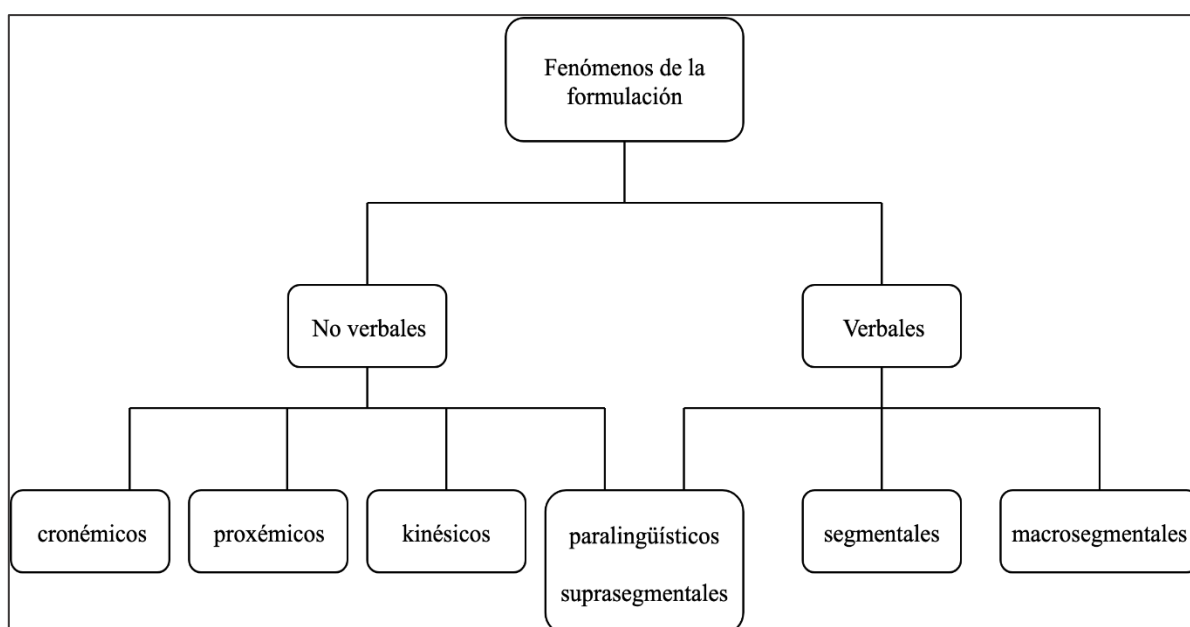 Fenómenos de la
formulación
No verbales
Verbales
cronémicos
proxémicos
kinésicos
paralingüísticos
suprasegmentales
segmentales
macrosegmentales